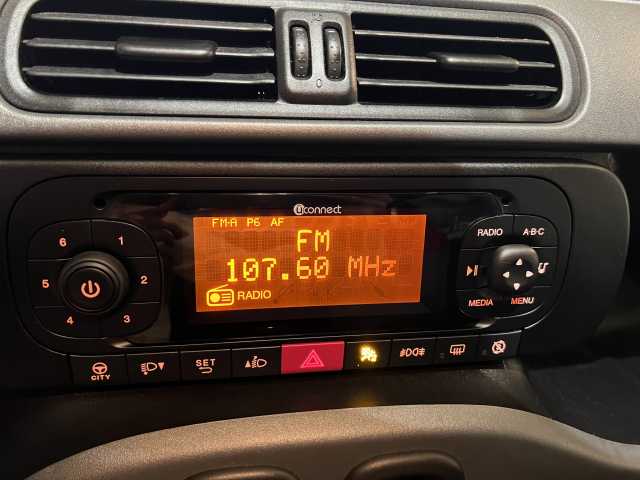 uconnect
FM-A P6 AF
FM
107.60 MHz
RADIO
6 1
5 2
4 3
RADIO A·B·C
MEDIA MENU
CITY
SET